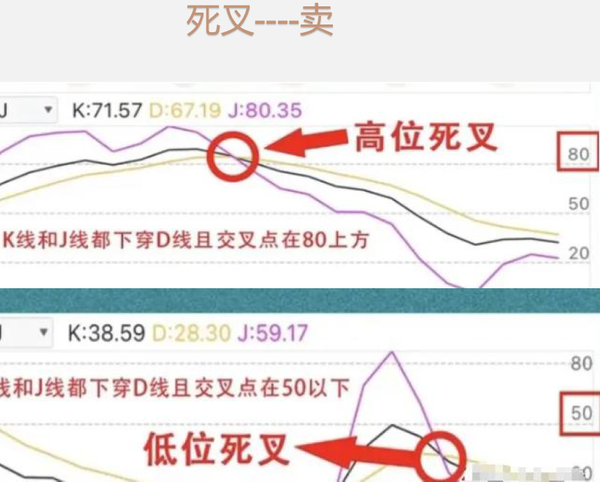 死叉----卖
J K:71.57 D:67.19 J:80.35
高位死叉
80
50
K线和J线都下穿D线且交叉点在80上方
20
J K:38.59 D:28.30 J:59.17
80
线和J线都下穿D线且交叉点在50以下
50
低位死叉